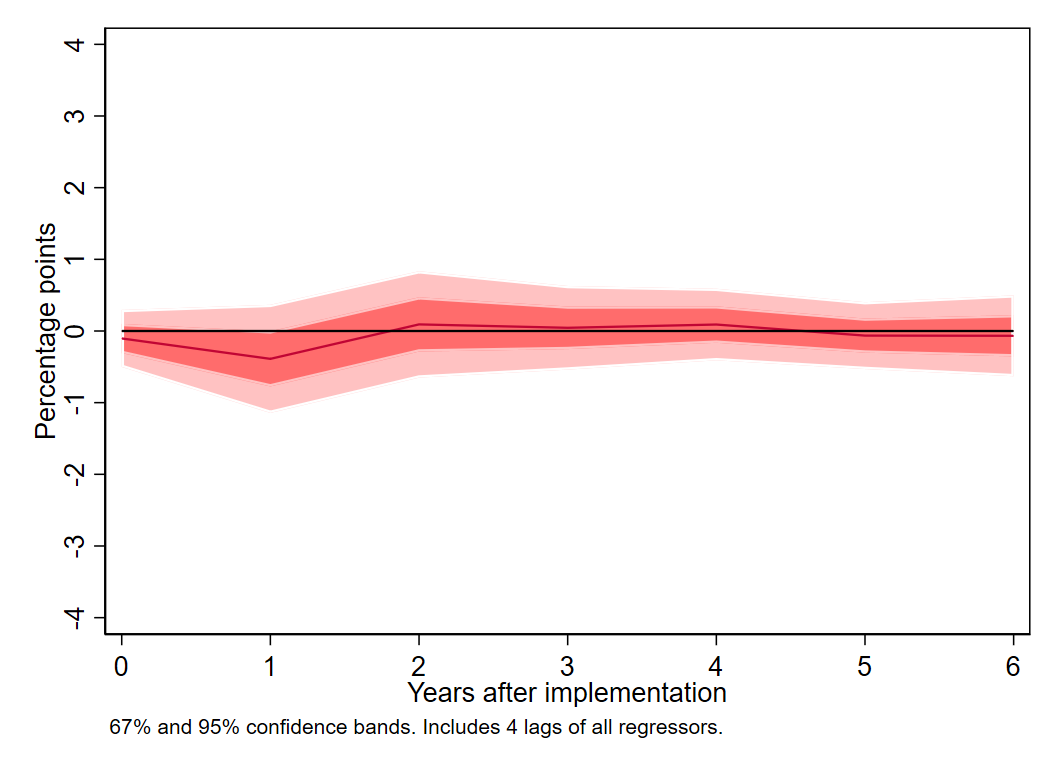 4
3
2
1
0
-1
-2
-3
-4
Percentage points
0 1 2 3 4 5 6
Years after implementation
67% and 95% confidence bands. Includes 4 lags of all regressors.